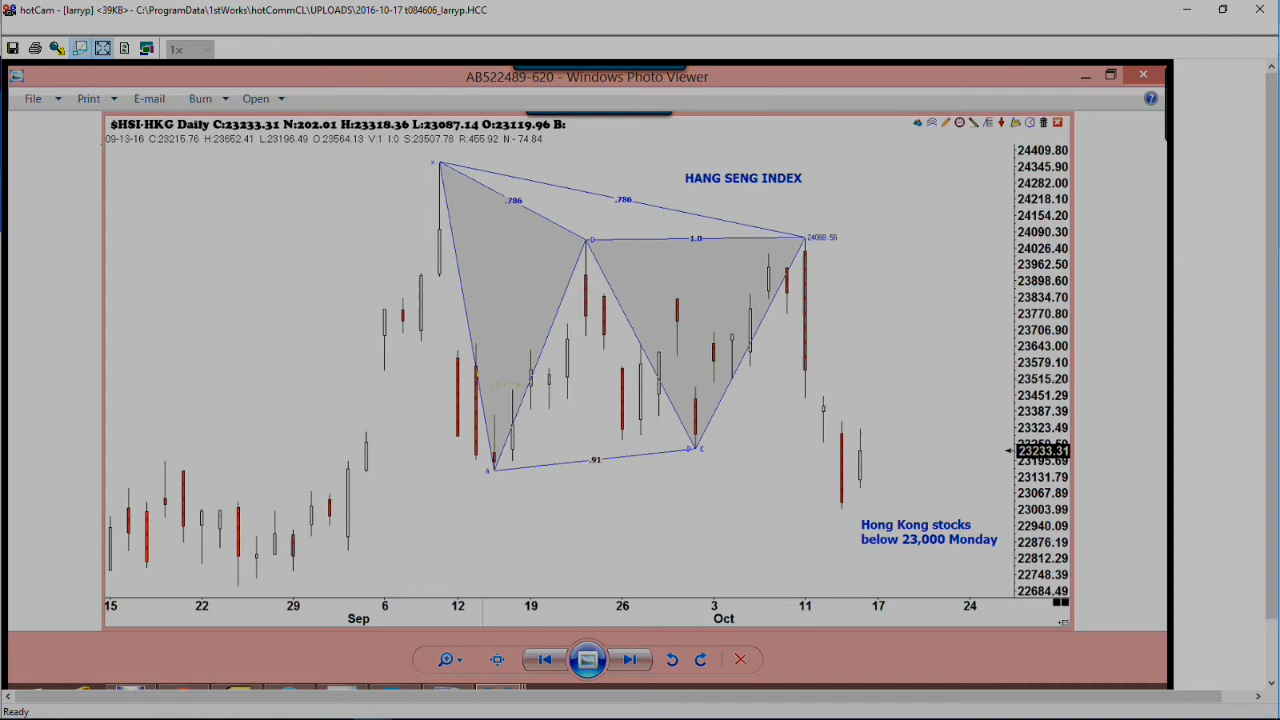 hotCam - [larryp] <39KB> - C:\ProgramData\1stWorks\hotCommCL\UPLOADS\2016-10-17 t084606_larryp.HCC
1x
AB522489-620 - Windows Photo Viewer
File Print E-mail Burn Open
$HSI-HKG Daily C:23233.31 N:202.01 H:23318.36 L:23087.14 O:23119.96 B:
09-13-16 C:23215.76 H:23652.41 L:23196.49 O:23564.13 V:1 I:0 S:23507.78 R:455.92 N -74.84
24409.80
X
24345.90
HANG SENG INDEX
24282.00
.786
.786
24218.10
24154.20
24090.30
1.0
24026.40
23962.50
23898.60
23834.70
23770.80
23706.90
23643.00
23579.10
23515.20
23451.29
23387.39
23323.49
C
23233.31
23195.69
.91
A
23131.79
23067.89
23003.99
Hong Kong stocks
below 23,000 Monday
22940.09
22876.19
22812.29
22748.39
22684.49
15 22 29 6 12 19 26 3 11 17 24
Sep Oct
+ES
Ready